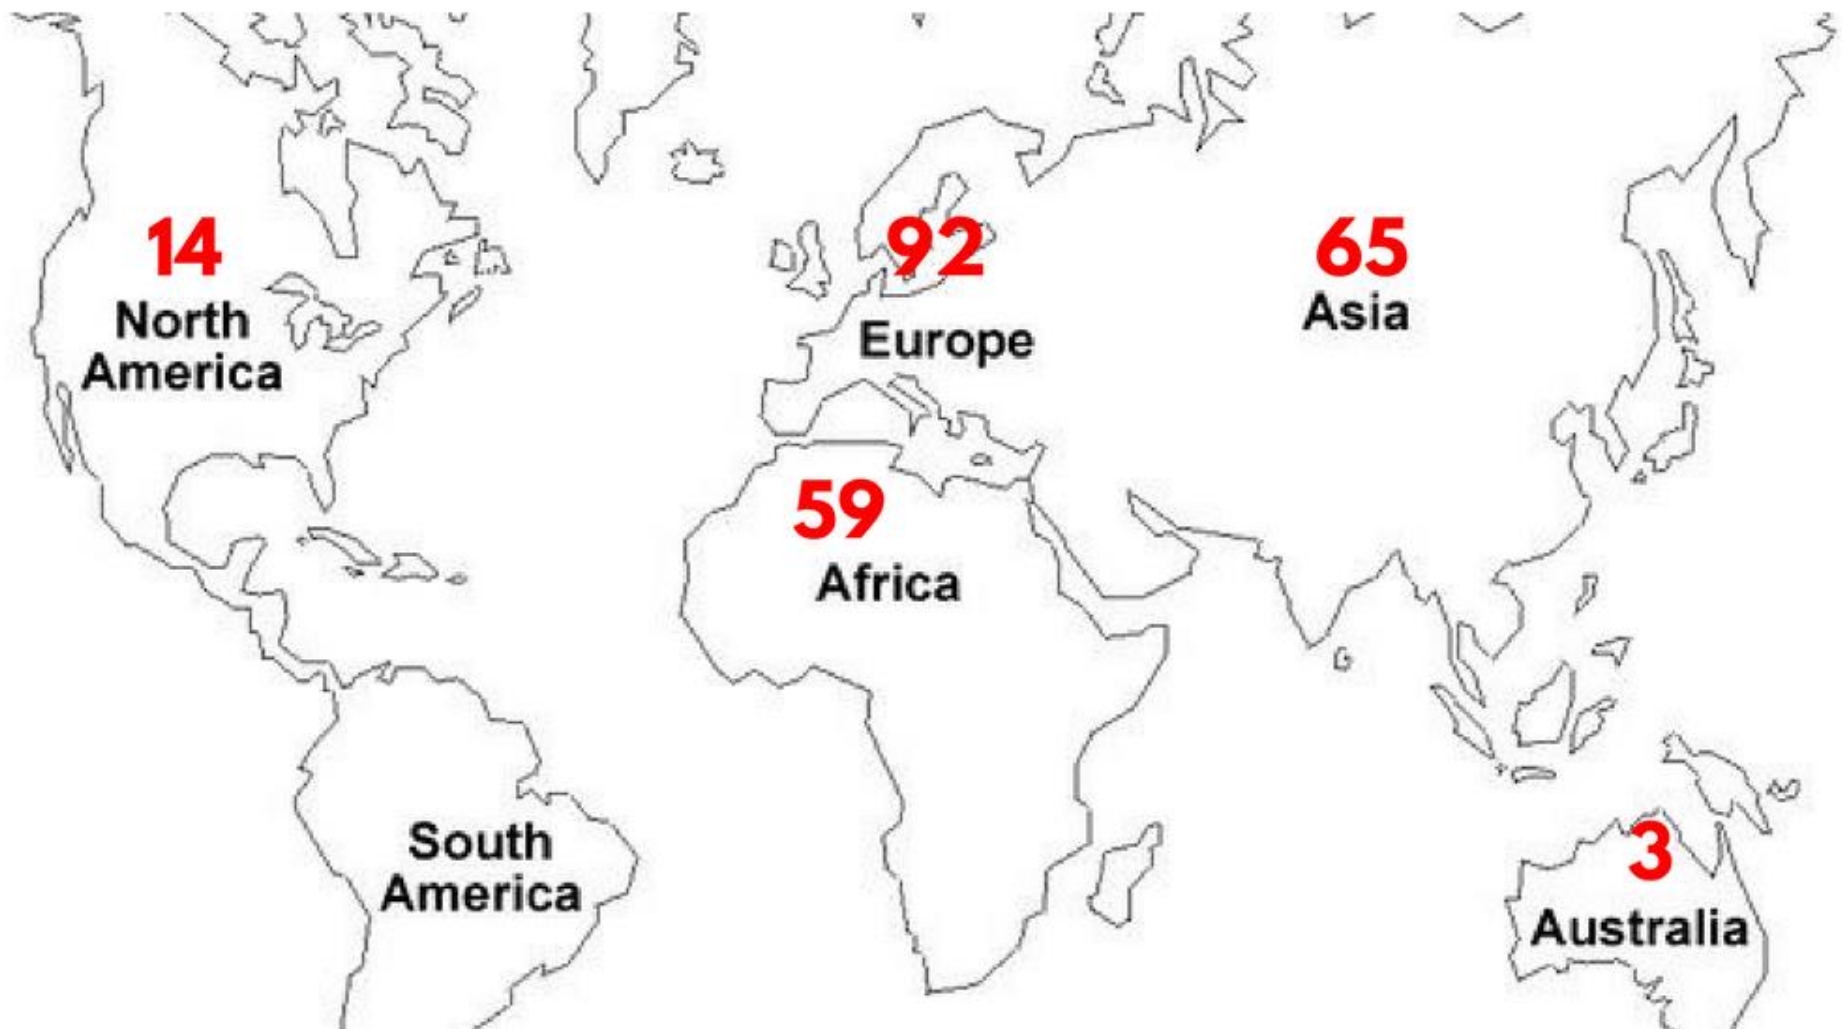 14
North
America
92
Europe
65
Asia
59
Africa
South
America
3
Australia